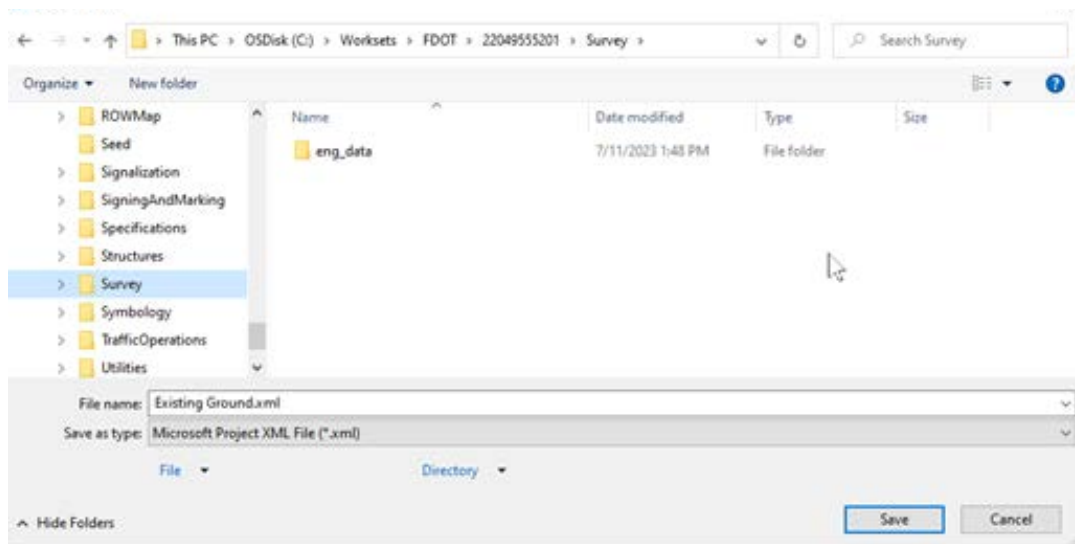 > This PC > OSDisk (C:) > Worksets > FDOT > 22049555201 > Survey >
Search Survey
Organize
New folder
Name
Date modified
Type
Size
ROWMap
Seed
Signalization
SigningAndMarking
Specifications
Structures
Survey
Symbology
TrafficOperations
Utilities
eng_data
7/11/2023 1:48 PM
File folder
File name: Existing Ground.xml
Save as type: Microsoft Project XML File (*.xml)
File
Directory
Hide Folders
Save
Cancel